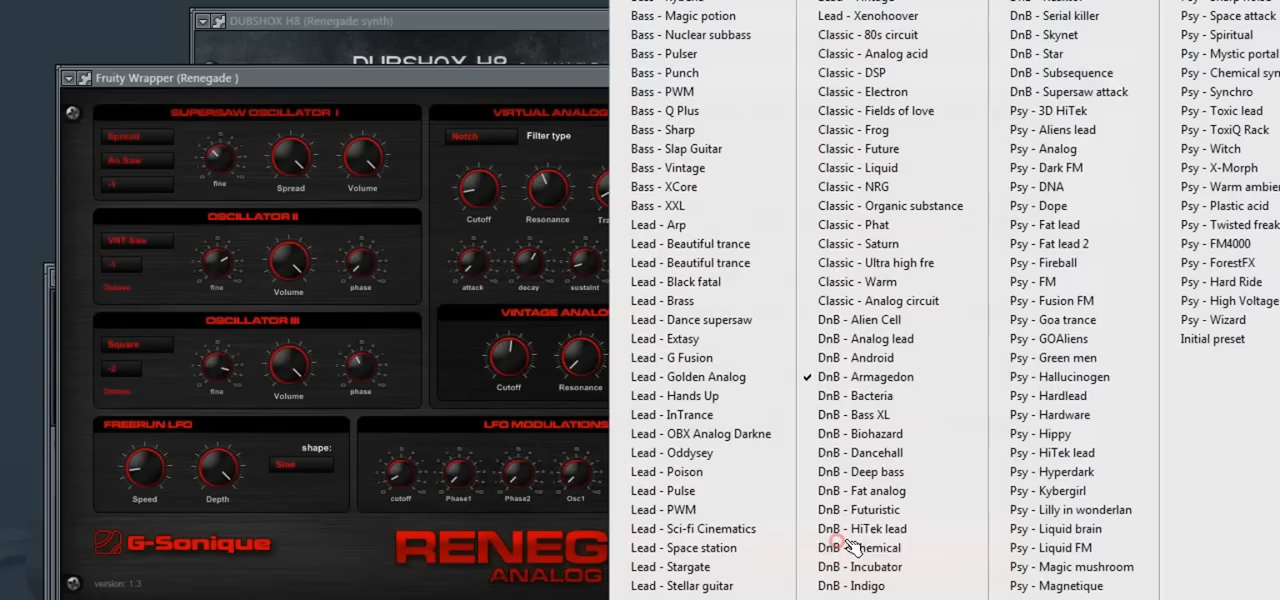 DUBSHOX H8 (Renegade synth)
DUBSHOX H8
Fruity Wrapper (Renegade )
SUPERSAW OSCILLATOR I
Spread
An Saw
-1
fine
Spread
Volume
OSCILLATOR II
VNT Saw
-1
Octave
fine
Volume
phase
OSCILLATOR III
Square
-2
Octave
fine
Volume
phase
FREERUN LFO
shape:
Sine
Speed
Depth
VIRTUAL ANALOG
Notch
Filter type
Cutoff
Resonance
attack
decay
sustaint
VINTAGE ANALO
Cutoff
Resonance
LFO MODULATIONS
cutoff
Phase1
Phase2
Osc1
G-Sonique
RENEG
ANALOG
version: 1.3
Bass - Magic potion
Bass - Nuclear subbass
Bass - Pulser
Bass - Punch
Bass - PWM
Bass - Q Plus
Bass - Sharp
Bass - Slap Guitar
Bass - Vintage
Bass - XCore
Bass - XXL
Lead - Arp
Lead - Beautiful trance
Lead - Beautiful trance
Lead - Black fatal
Lead - Brass
Lead - Dance supersaw
Lead - Extasy
Lead - G Fusion
Lead - Golden Analog
Lead - Hands Up
Lead - InTrance
Lead - OBX Analog Darkne
Lead - Oddysey
Lead - Poison
Lead - Pulse
Lead - PWM
Lead - Sci-fi Cinematics
Lead - Space station
Lead - Stargate
Lead - Stellar guitar
Lead - Xenohoover
Classic - 80s circuit
Classic - Analog acid
Classic - DSP
Classic - Electron
Classic - Fields of love
Classic - Frog
Classic - Future
Classic - Liquid
Classic - NRG
Classic - Organic substance
Classic - Phat
Classic - Saturn
Classic - Ultra high fre
Classic - Warm
Classic - Analog circuit
DnB - Alien Cell
DnB - Analog lead
DnB - Android
DnB - Armagedon
DnB - Bacteria
DnB - Bass XL
DnB - Biohazard
DnB - Dancehall
DnB - Deep bass
DnB - Fat analog
DnB - Futuristic
DnB - HiTek lead
DnB - hemical
DnB - Incubator
DnB - Indigo
DnB - Serial killer
DnB - Skynet
DnB - Star
DnB - Subsequence
DnB - Supersaw attack
Psy - 3D HiTek
Psy - Aliens lead
Psy - Analog
Psy - Dark FM
Psy - DNA
Psy - Dope
Psy - Fat lead
Psy - Fat lead 2
Psy - Fireball
Psy - FM
Psy - Fusion FM
Psy - Goa trance
Psy - GOAliens
Psy - Green men
Psy - Hallucinogen
Psy - Hardlead
Psy - Hardware
Psy - Hippy
Psy - HiTek lead
Psy - Hyperdark
Psy - Kybergirl
Psy - Lilly in wonderlan
Psy - Liquid brain
Psy - Liquid FM
Psy - Magic mushroom
Psy - Magnetique
Psy - Space attack
Psy - Spiritual
Psy - Mystic portal
Psy - Chemical syn
Psy - Synchro
Psy - Toxic lead
Psy - ToxiQ Rack
Psy - Witch
Psy - X-Morph
Psy - Warm ambie
Psy - Plastic acid
Psy - Twisted freak
Psy - FM4000
Psy - ForestFX
Psy - Hard Ride
Psy - High Voltage
Psy - Wizard
Initial preset